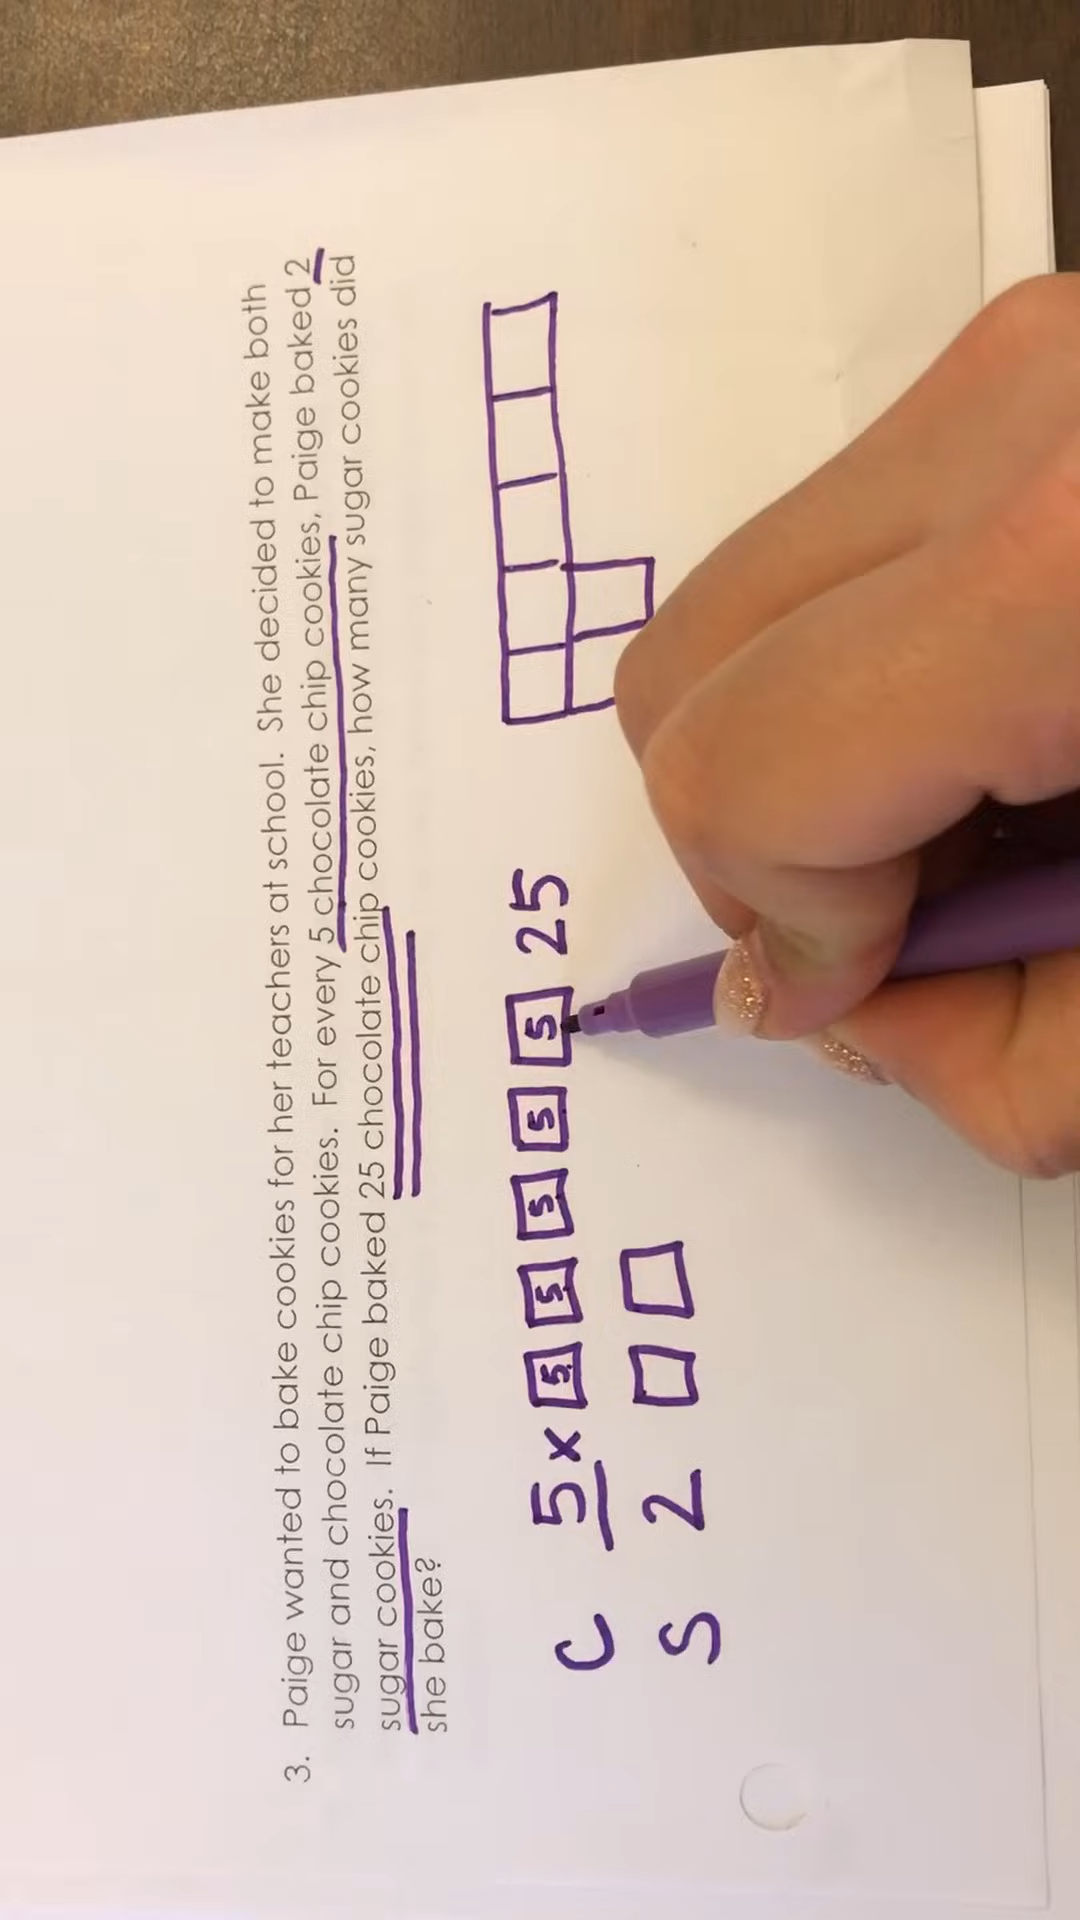 3. Paige wanted to bake cookies for her teachers at school. She decided to make both
sugar and chocolate chip cookies. For every 5 chocolate chip cookies, Paige baked 2
sugar cookies. If Paige baked 25 chocolate chip cookies, how many sugar cookies did
she bake?
C 5 x 5 5 5 5 5 25
S 2